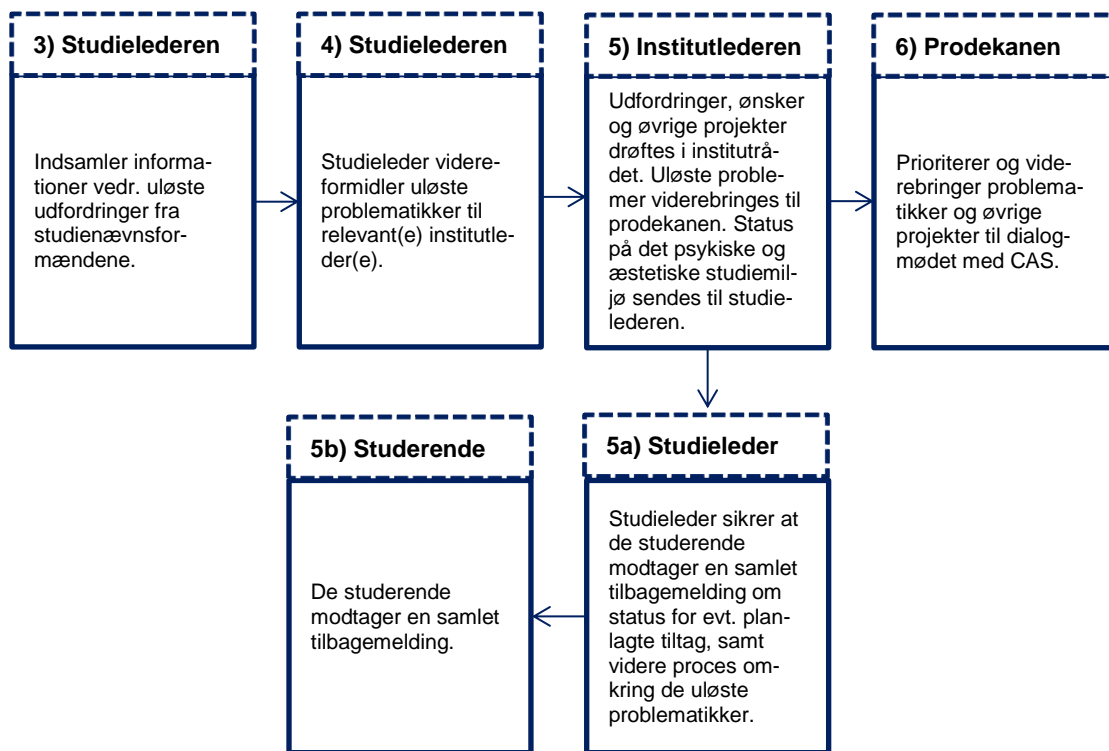 3) Studielederen
Indsamler informa-
tioner vedr. uløste
udfordringer fra
studienævnsfor-
mændene.
4) Studielederen
Studieleder videre-
formidler uløste
problematikker til
relevant(e) institutle-
der(e).
5) Institutlederen
Udfordringer, ønsker
og øvrige projekter
drøftes i institutrå-
det. Uløste proble-
mer viderebringes til
prodekanen. Status
på det psykiske og
æstetiske studiemil-
jø sendes til studie-
lederen.
6) Prodekanen
Prioriterer og vide-
rebringer problema-
tikker og øvrige
projekter til dialog-
mødet med CAS.
5a) Studieleder
Studieleder sikrer at
de studerende
modtager en samlet
tilbagemelding om
status for evt. plan-
lagte tiltag, samt
videre proces om-
kring de uløste
problematikker.
5b) Studerende
De studerende
modtager en samlet
tilbagemelding.